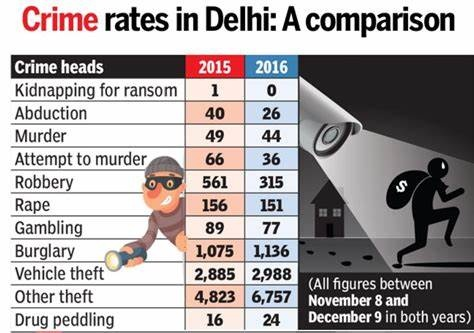 Crime rates in Delhi: A comparison
Crime heads 2015 2016
Kidnapping for ransom 1 0
Abduction 40 26
Murder 49 44
Attempt to murder 66 36
Robbery 561 315
Rape 156 151
Gambling 89 77
Burglary 1,075 1,136
Vehicle theft 2,885 2,988
Other theft 4,823 6,757
Drug peddling 16 24
$
(All figures between
November 8 and
December 9 in both years)